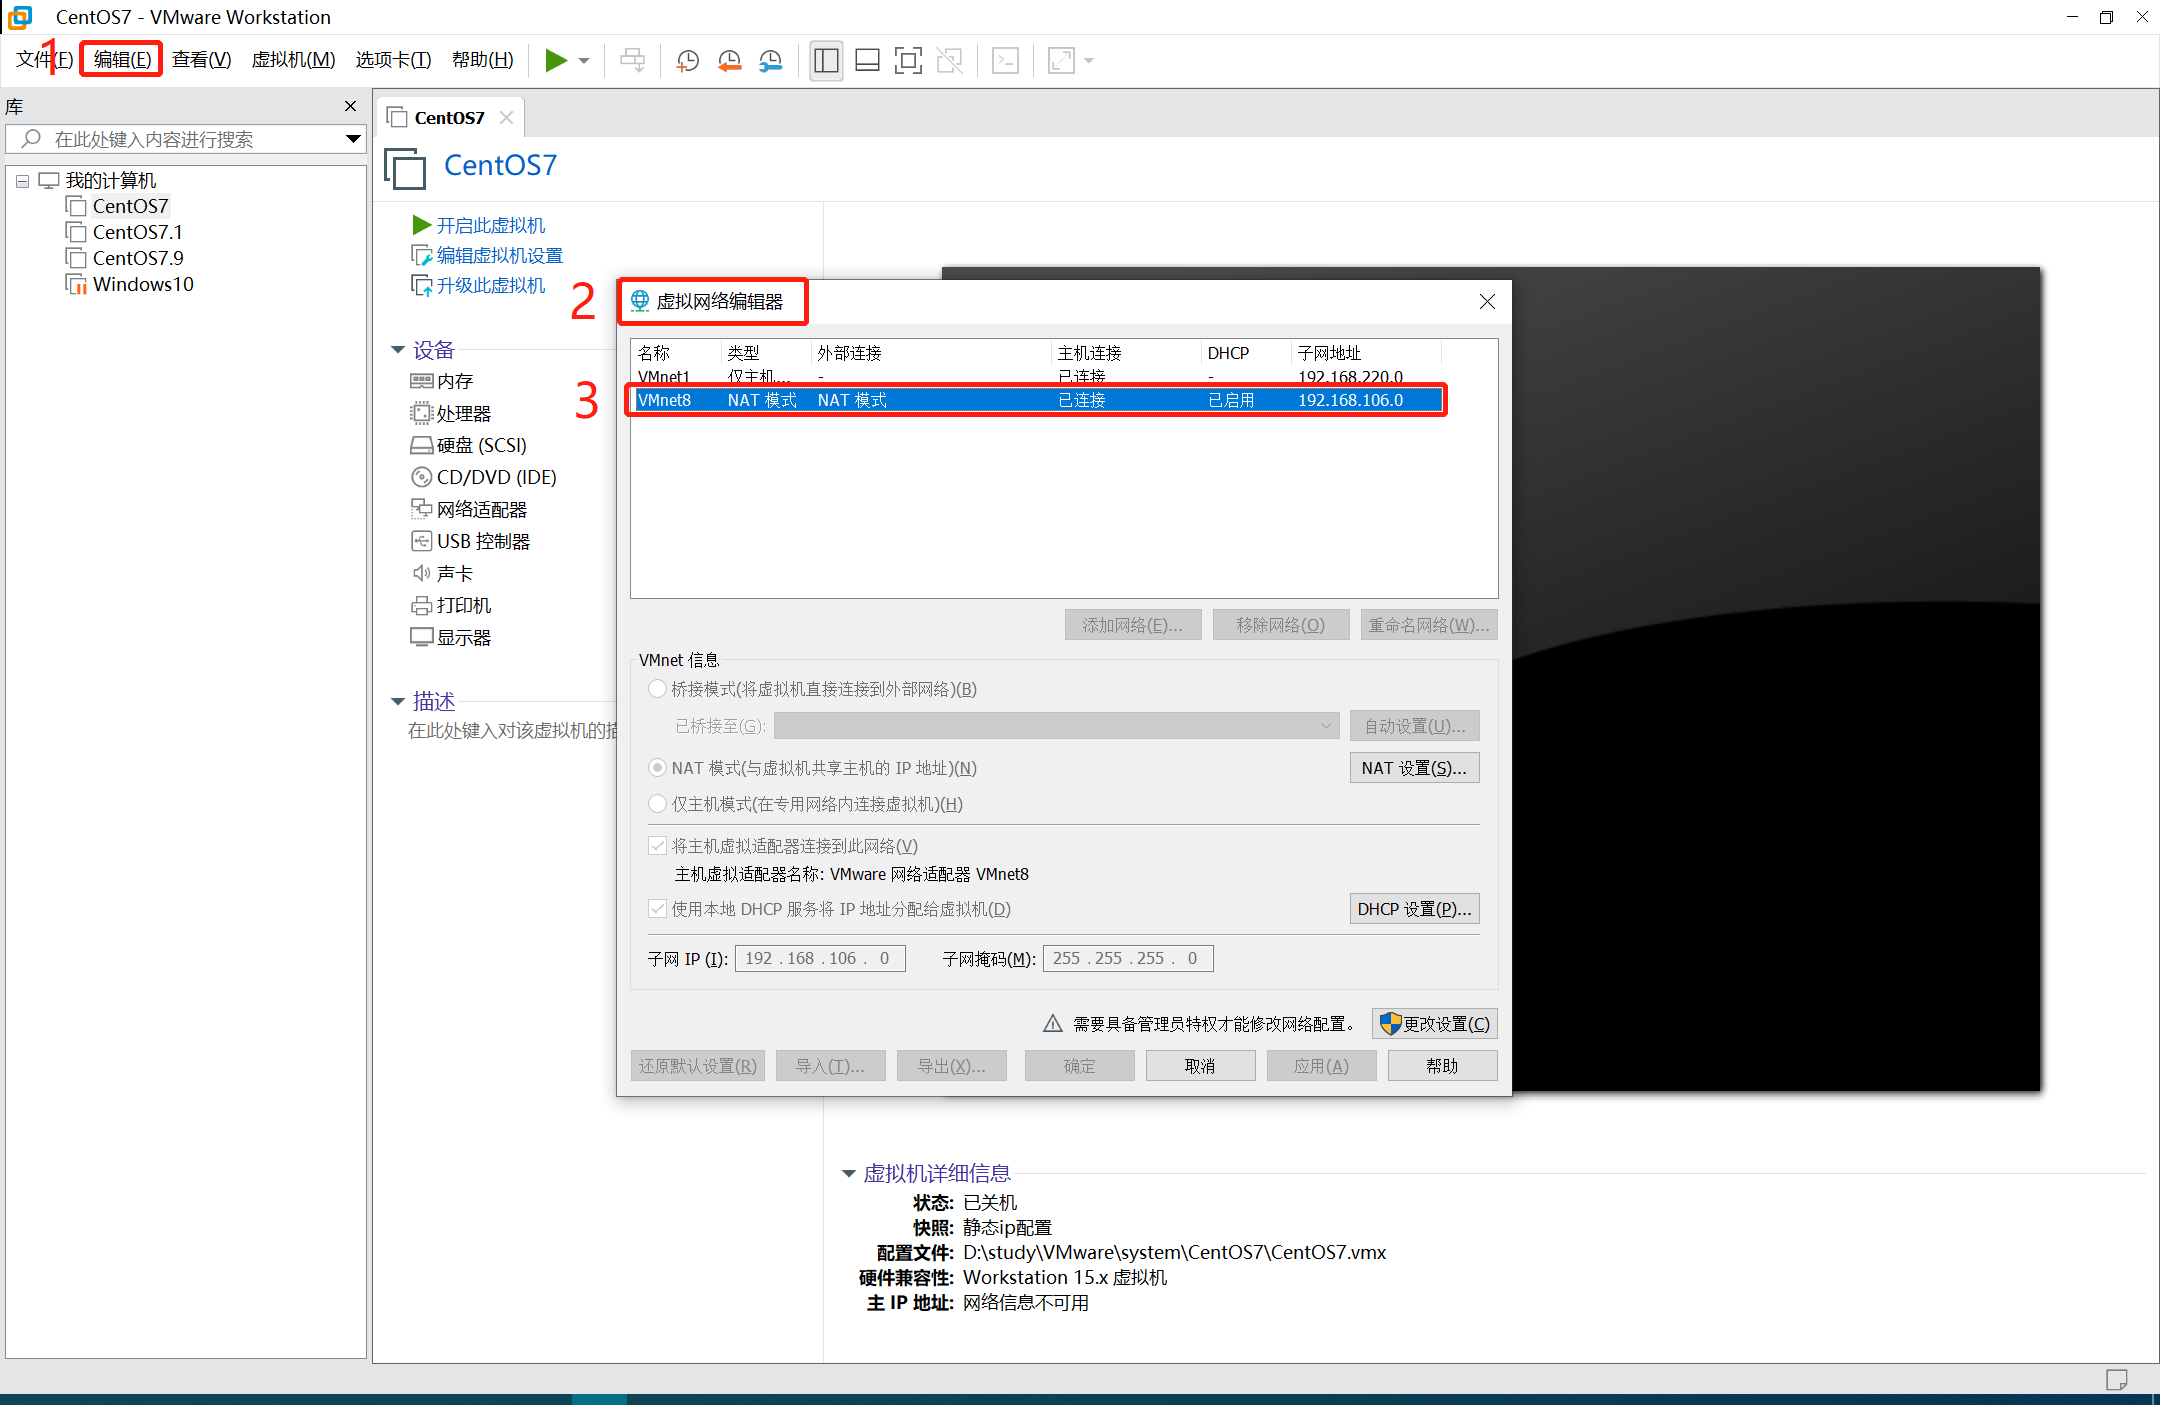 CentOS7 - VMware Workstation
文件(F) 编辑(E) 查看(V) 虚拟机(M) 选项卡(T) 帮助(H)
1
库
在此处键入内容进行搜索
我的计算机
CentOS7
CentOS7.1
CentOS7.9
Windows10
CentOS7
CentOS7
开启此虚拟机
编辑虚拟机设置
升级此虚拟机
设备
内存
处理器
硬盘 (SCSI)
CD/DVD (IDE)
网络适配器
USB 控制器
声卡
打印机
显示器
描述
在此处键入对该虚拟机的描
2
虚拟网络编辑器
名称 类型 外部连接 主机连接 DHCP 子网地址
VMnet1 仅主机... - 已连接 - 192.168.220.0
3
VMnet8 NAT 模式 NAT 模式 已连接 已启用 192.168.106.0
添加网络(E)... 移除网络(O) 重命名网络(W)...
VMnet 信息
桥接模式(将虚拟机直接连接到外部网络)(B)
已桥接至(G): 自动设置(U)...
NAT 模式(与虚拟机共享主机的 IP 地址)(N) NAT 设置(S)...
仅主机模式(在专用网络内连接虚拟机)(H)
将主机虚拟适配器连接到此网络(V)
主机虚拟适配器名称: VMware 网络适配器 VMnet8
使用本地 DHCP 服务将 IP 地址分配给虚拟机(D) DHCP 设置(P)...
子网 IP (I): 192 . 168 . 106 . 0 子网掩码(M): 255 . 255 . 255 . 0
需要具备管理员特权才能修改网络配置。 更改设置(C)
还原默认设置(R) 导入(T)... 导出(X)... 确定 取消 应用(A) 帮助
虚拟机详细信息
状态: 已关机
快照: 静态ip配置
配置文件: D:\study\VMware\system\CentOS7\CentOS7.vmx
硬件兼容性: Workstation 15.x 虚拟机
主 IP 地址: 网络信息不可用